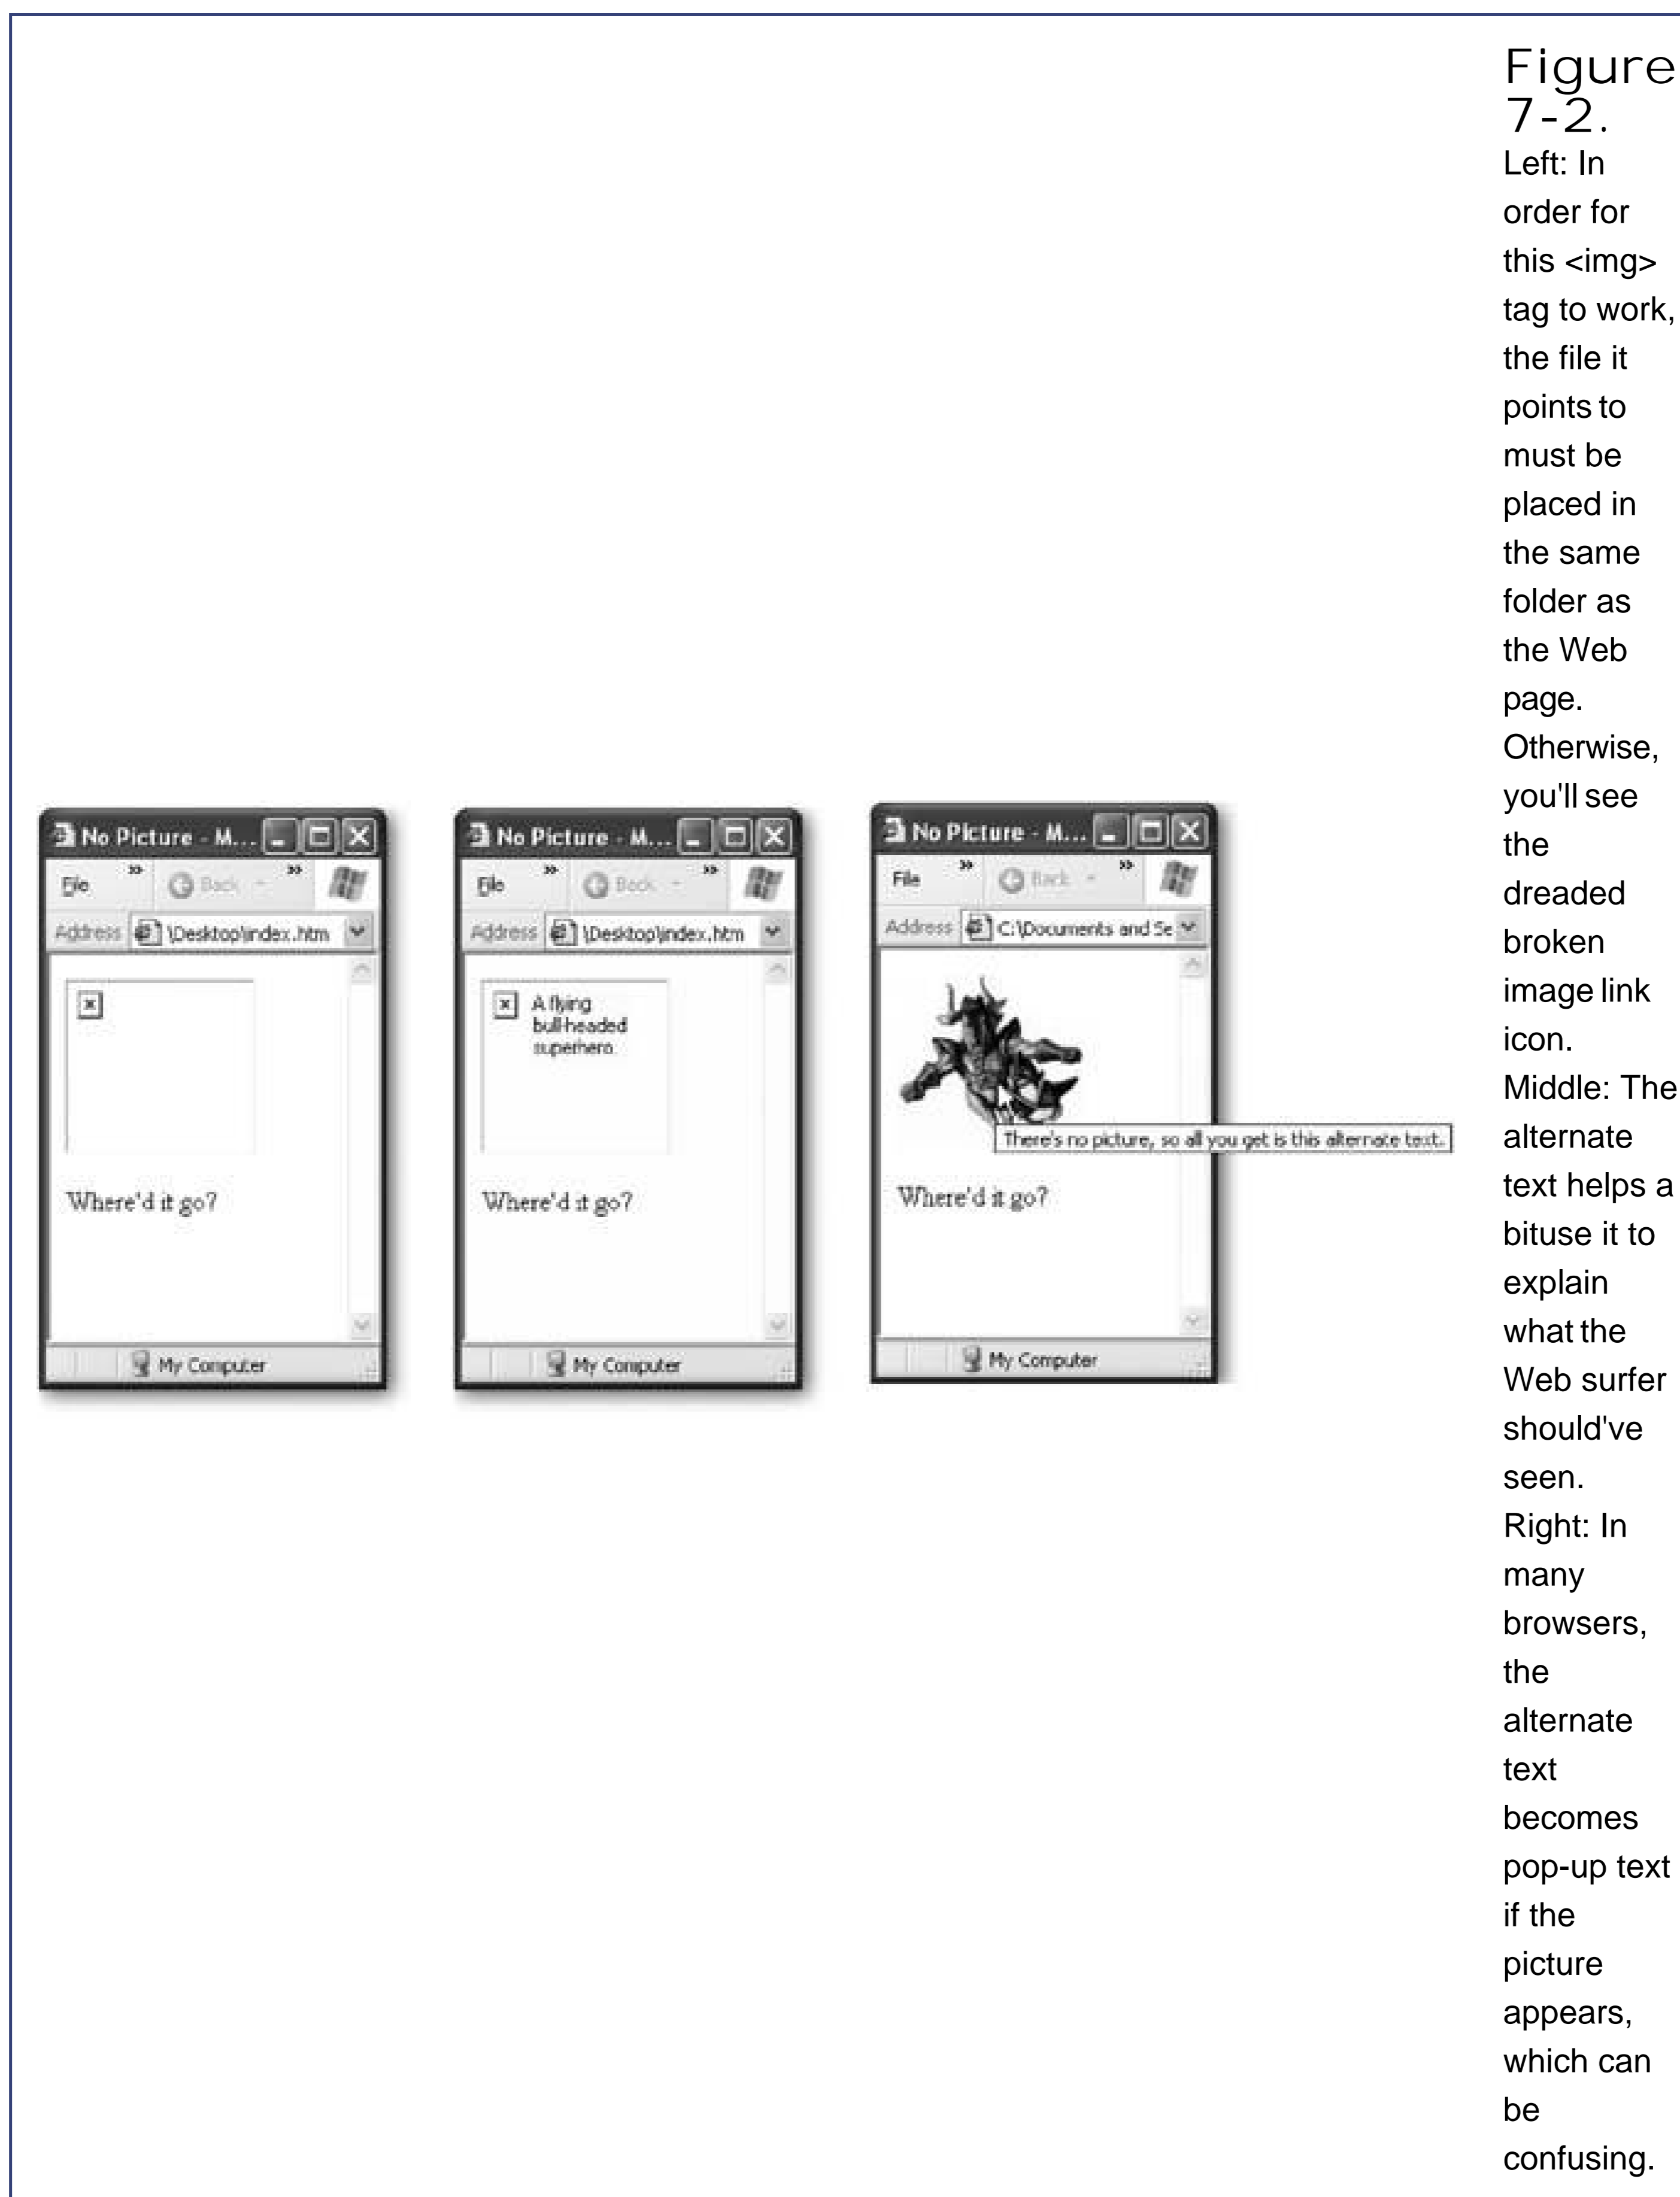 No Picture - M...
File
»
Back
»
Address
\Desktop\index.htm
Where'd it go?
My Computer
No Picture - M...
File
»
Back
»
Address
\Desktop\index.htm
A flying
bull-headed
superhero.
Where'd it go?
My Computer
No Picture - M...
File
»
Back
»
Address
C:\Documents and Se
There's no picture, so all you get is this alternate text.
Where'd it go?
My Computer
Figure
7-2.
Left: In
order for
this <img>
tag to work,
the file it
points to
must be
placed in
the same
folder as
the Web
page.
Otherwise,
you'll see
the
dreaded
broken
image link
icon.
Middle: The
alternate
text helps a
bituse it to
explain
what the
Web surfer
should've
seen.
Right: In
many
browsers,
the
alternate
text
becomes
pop-up text
if the
picture
appears,
which can
be
confusing.